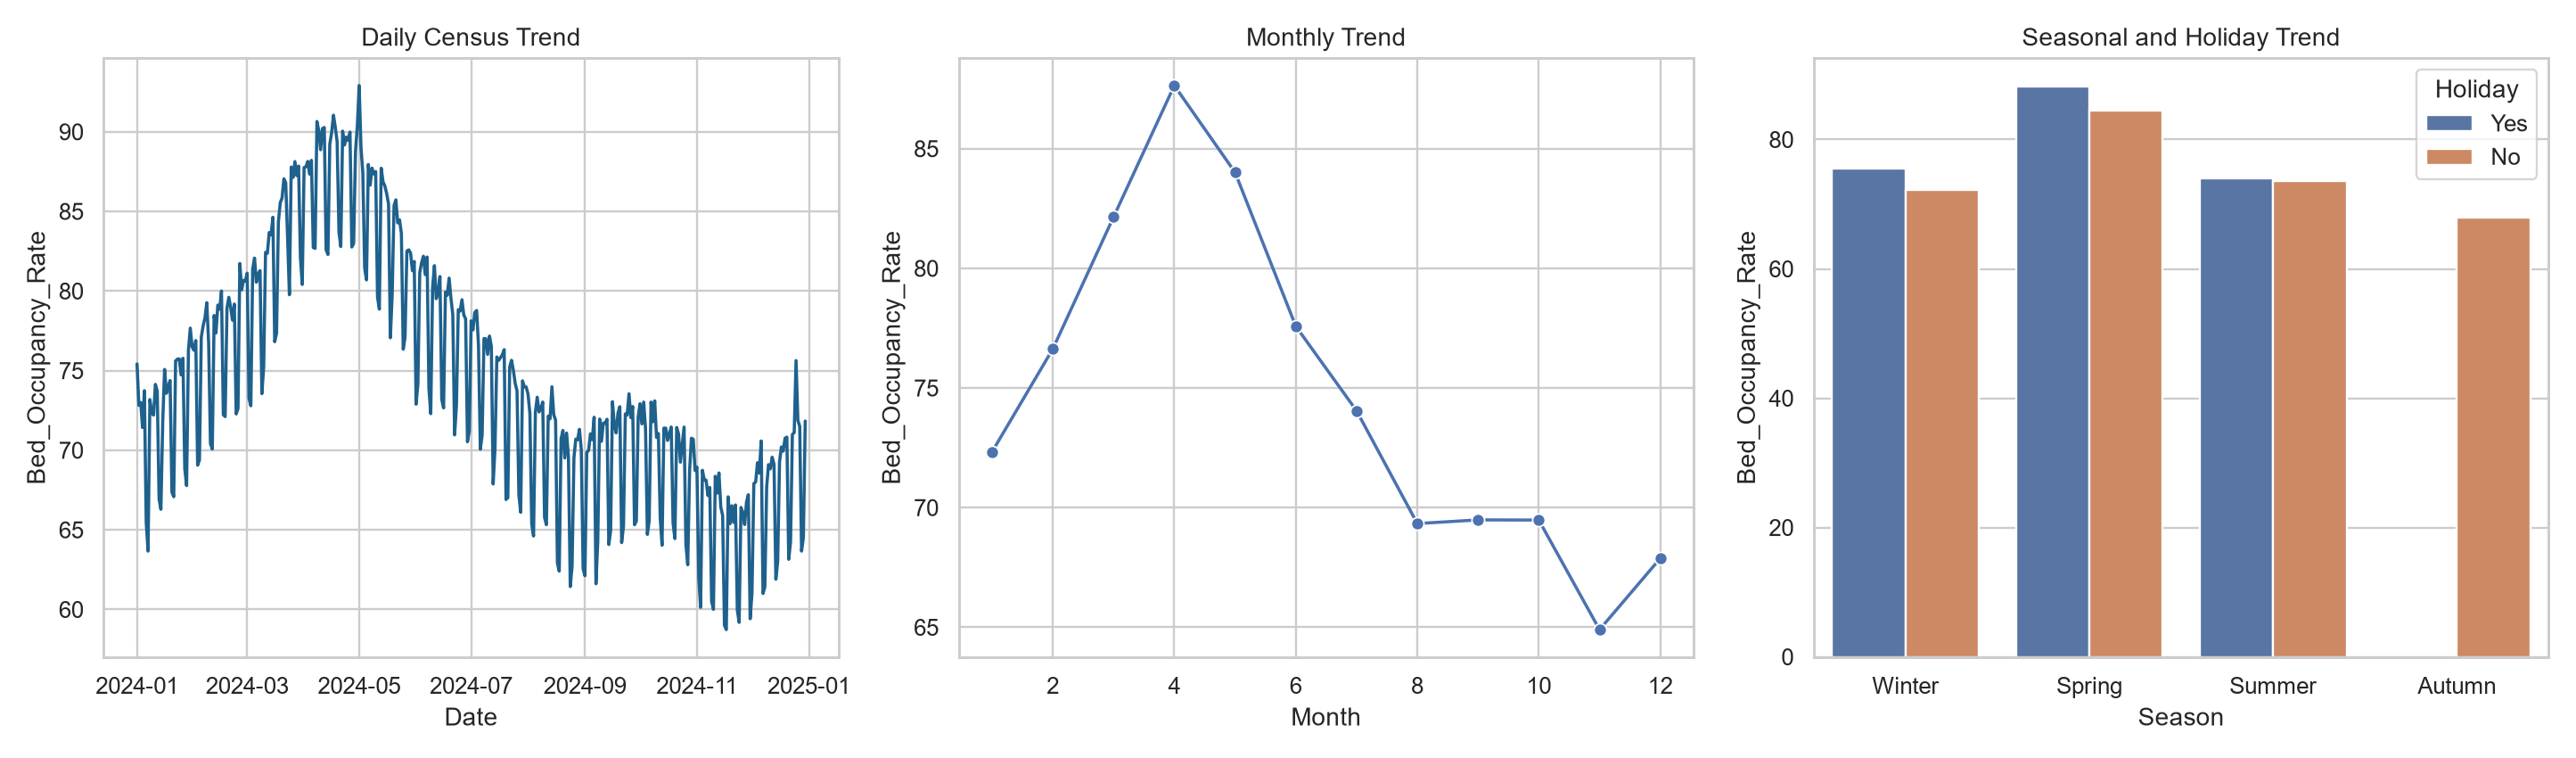 Daily Census Trend
Bed_Occupancy_Rate
90
85
80
75
70
65
60
2024-01 2024-03 2024-05 2024-07 2024-09 2024-11 2025-01
Date
Monthly Trend
Bed_Occupancy_Rate
85
80
75
70
65
2 4 6 8 10 12
Month
Seasonal and Holiday Trend
Holiday
Yes
No
Bed_Occupancy_Rate
80
60
40
20
0
Winter Spring Summer Autumn
Season